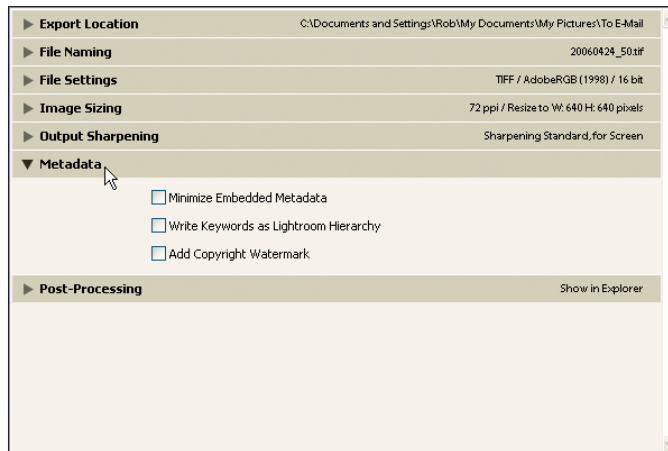 Export Location C:\Documents and Settings\Rob\My Documents\My Pictures\To E-Mail
File Naming 20060424_50.tif
File Settings TIFF / AdobeRGB (1998) / 16 bit
Image Sizing 72 ppi / Resize to W: 640 H: 640 pixels
Output Sharpening Sharpening Standard, for Screen
Metadata
Minimize Embedded Metadata
Write Keywords as Lightroom Hierarchy
Add Copyright Watermark
Post-Processing Show in Explorer